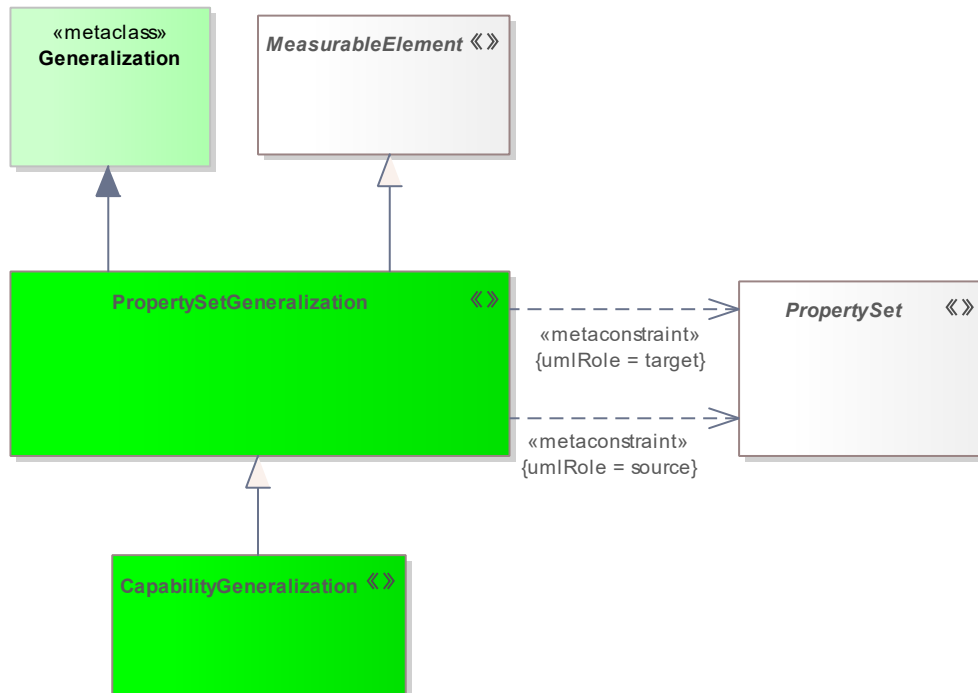 «metaclass»
Generalization
MeasurableElement «»
PropertySetGeneralization «»
«metaconstraint»
{umlRole = target}
PropertySet «»
«metaconstraint»
{umlRole = source}
CapabilityGeneralization «»